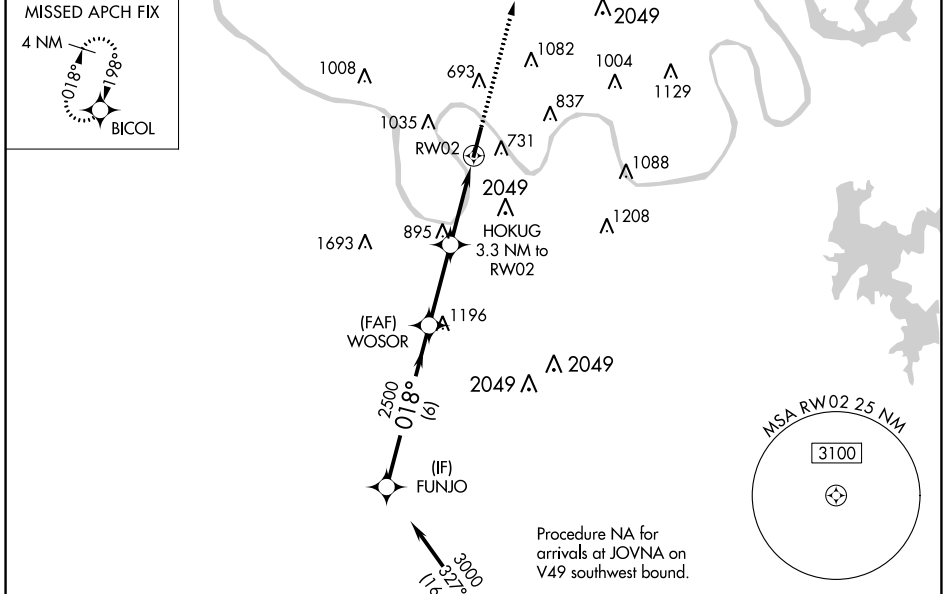 MISSED APCH FIX
4 NM
018°
198°
BICOL
2049
1082
1008
693
1004
1129
837
1035
RW02
731
1088
2049
895
HOKUG
3.3 NM to
RW02
1208
1693
(FAF)
WOSOR
1196
2049
2049
2500
018°
(6)
(IF)
FUNJO
MSA RW02 25 NM
3100
Procedure NA for
arrivals at JOVNA on
V49 southwest bound.
3000
327°